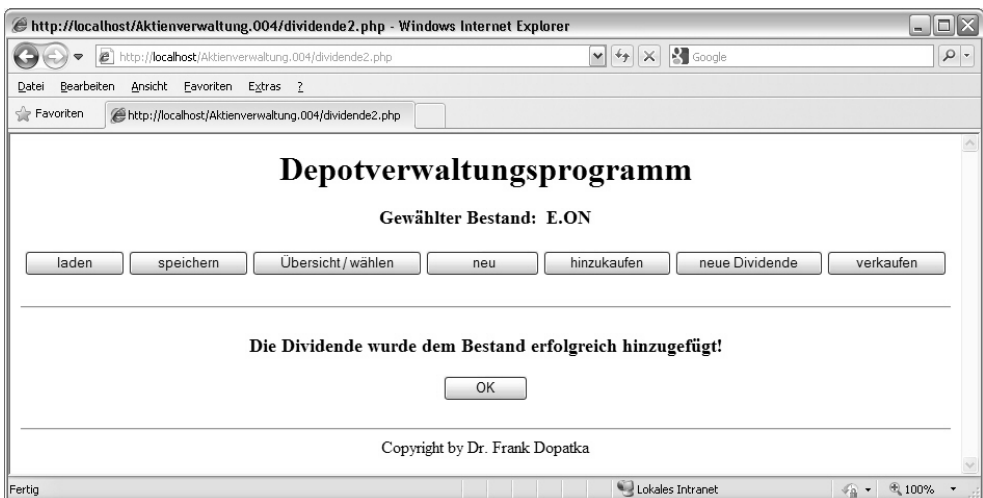 http://localhost/Aktienverwaltung.004/dividende2.php - Windows Internet Explorer
http://localhost/Aktienverwaltung.004/dividende2.php Google
Datei Bearbeiten Ansicht Favoriten Extras ?
Favoriten http://localhost/Aktienverwaltung.004/dividende2.php
Depotverwaltungsprogramm
Gewählter Bestand: E.ON
laden speichern Übersicht / wählen neu hinzukaufen neue Dividende verkaufen
Die Dividende wurde dem Bestand erfolgreich hinzugefügt!
OK
Copyright by Dr. Frank Dopatka
Fertig Lokales Intranet 100%